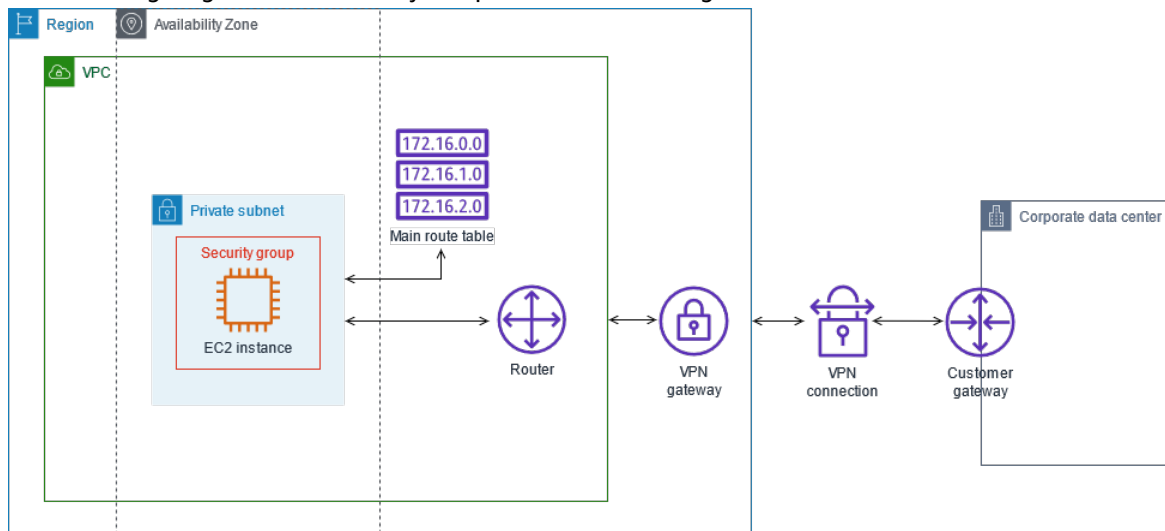 Region
Availability Zone
VPC
172.16.0.0
172.16.1.0
172.16.2.0
Main route table
Private subnet
Security group
EC2 instance
Router
VPN
gateway
VPN
connection
Customer
gateway
Corporate data center